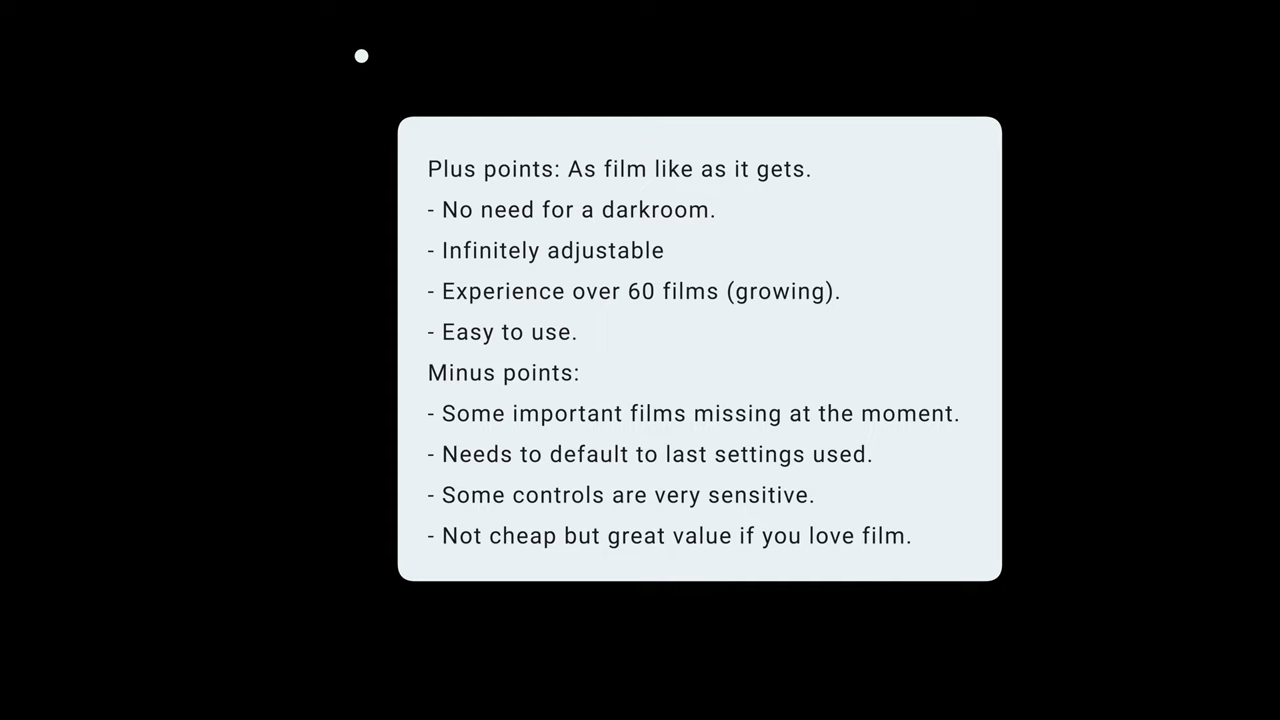 Plus points: As film like as it gets.
- No need for a darkroom.
- Infinitely adjustable
- Experience over 60 films (growing).
- Easy to use.
Minus points:
- Some important films missing at the moment.
- Needs to default to last settings used.
- Some controls are very sensitive.
- Not cheap but great value if you love film.